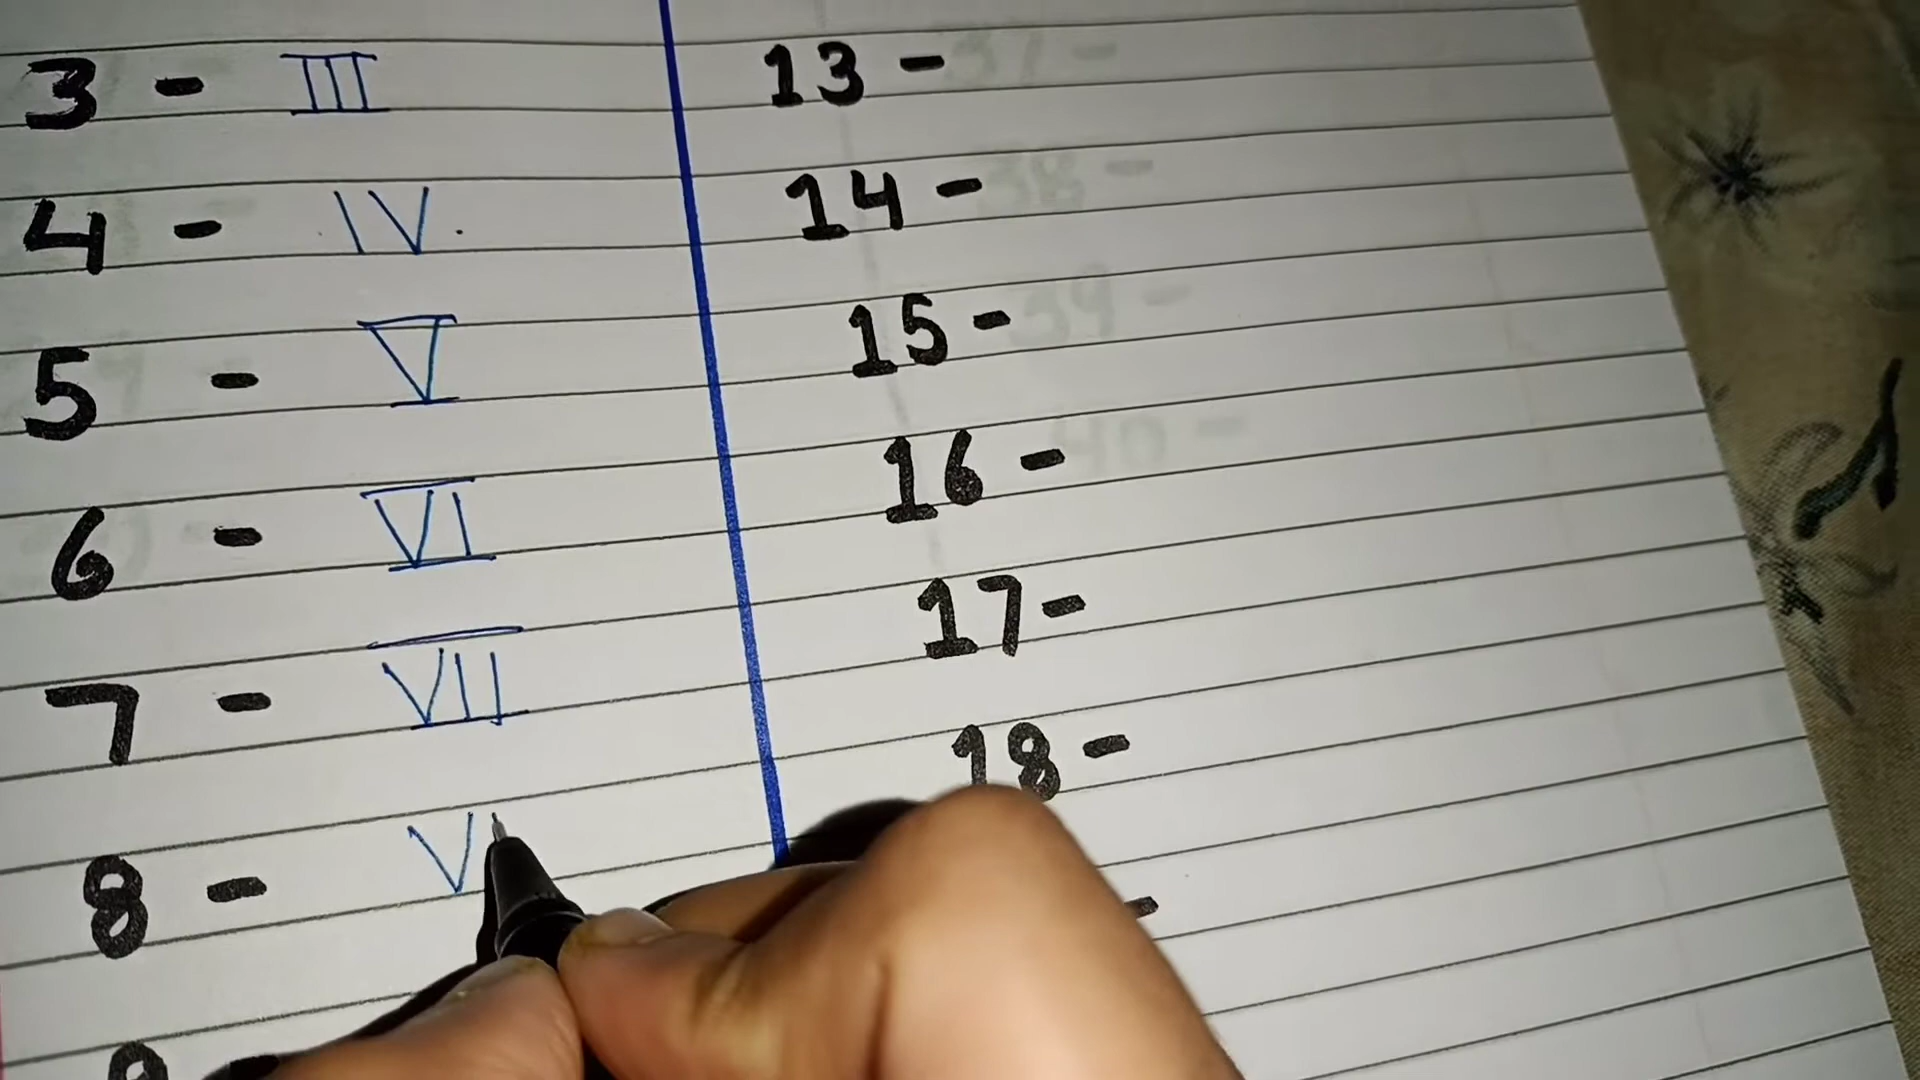 3 - III
4 - IV.
5 - V
6 - VI
7 - VII
8 - V
13 -
14 -
15 -
16 -
17 -
18 -